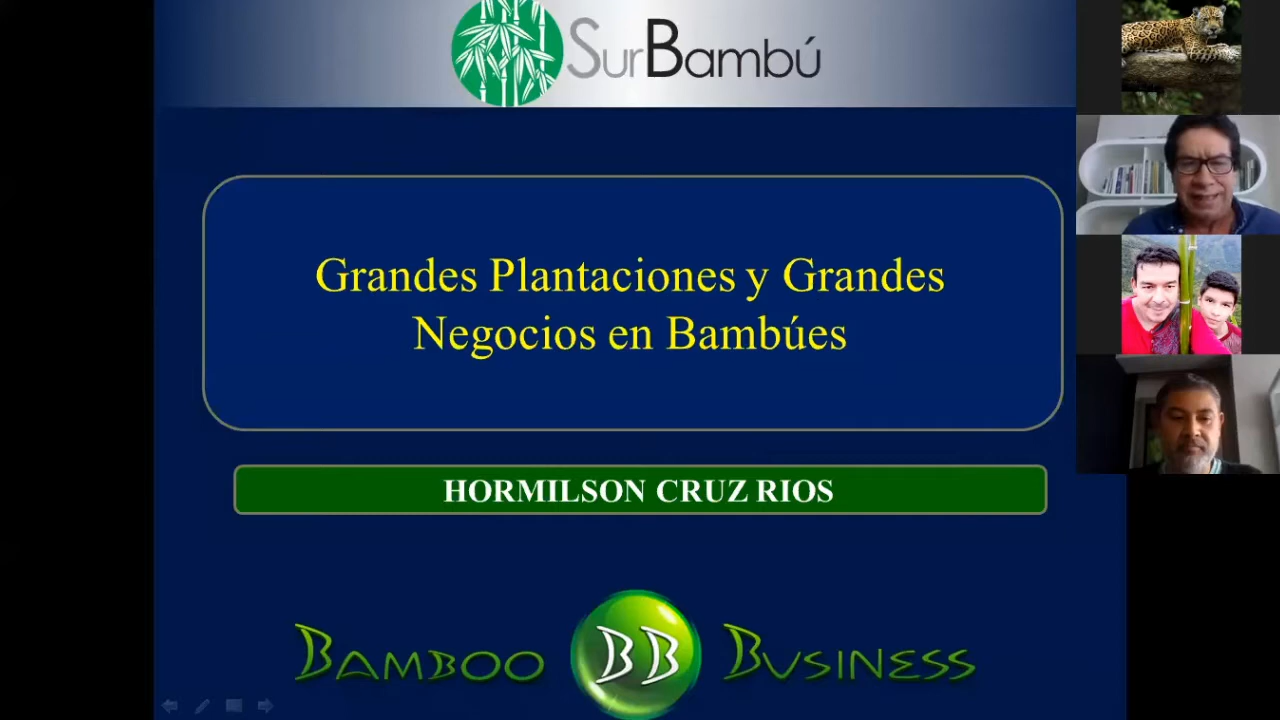 SurBambú
Grandes Plantaciones y Grandes
Negocios en Bambúes
HORMILSON CRUZ RIOS
BAMBOO BB BUSINESS